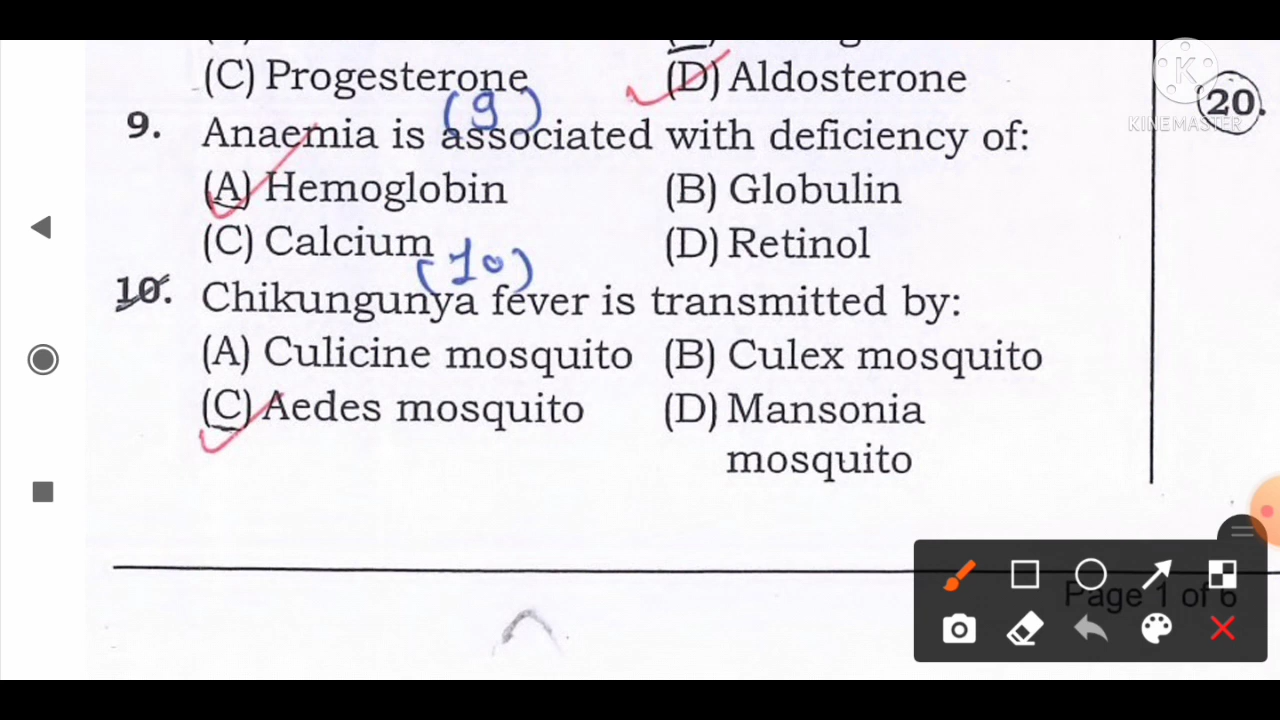 (C) Progesterone (D) Aldosterone
(9)
9. Anaemia is associated with deficiency of:
(A) Hemoglobin (B) Globulin
(C) Calcium (D) Retinol
(10)
10. Chikungunya fever is transmitted by:
(A) Culicine mosquito (B) Culex mosquito
(C) Aedes mosquito (D) Mansonia
mosquito
20.
K
KINEMASTER
Page 1 of 6